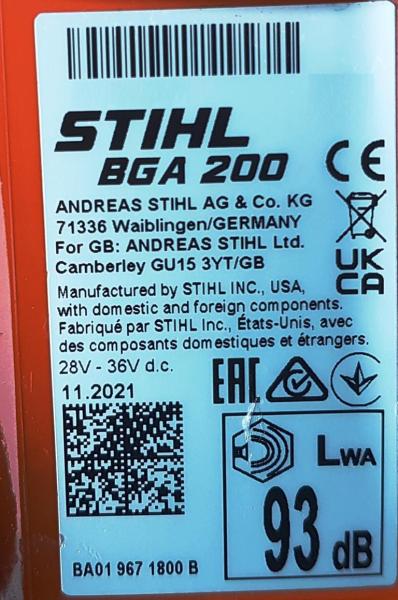 STIHL
BGA 200
CE
ANDREAS STIHL AG & Co. KG
71336 Waiblingen/GERMANY
For GB: ANDREAS STIHL Ltd.
Camberley GU15 3YT/GB
UK
CA
Manufactured by STIHL INC., USA,
with domestic and foreign components.
Fabriqué par STIHL Inc., États-Unis, avec
des composants domestiques et étrangers.
28V - 36V d.c.
11.2021
EAC
LWA
93 dB
BA01 967 1800 B